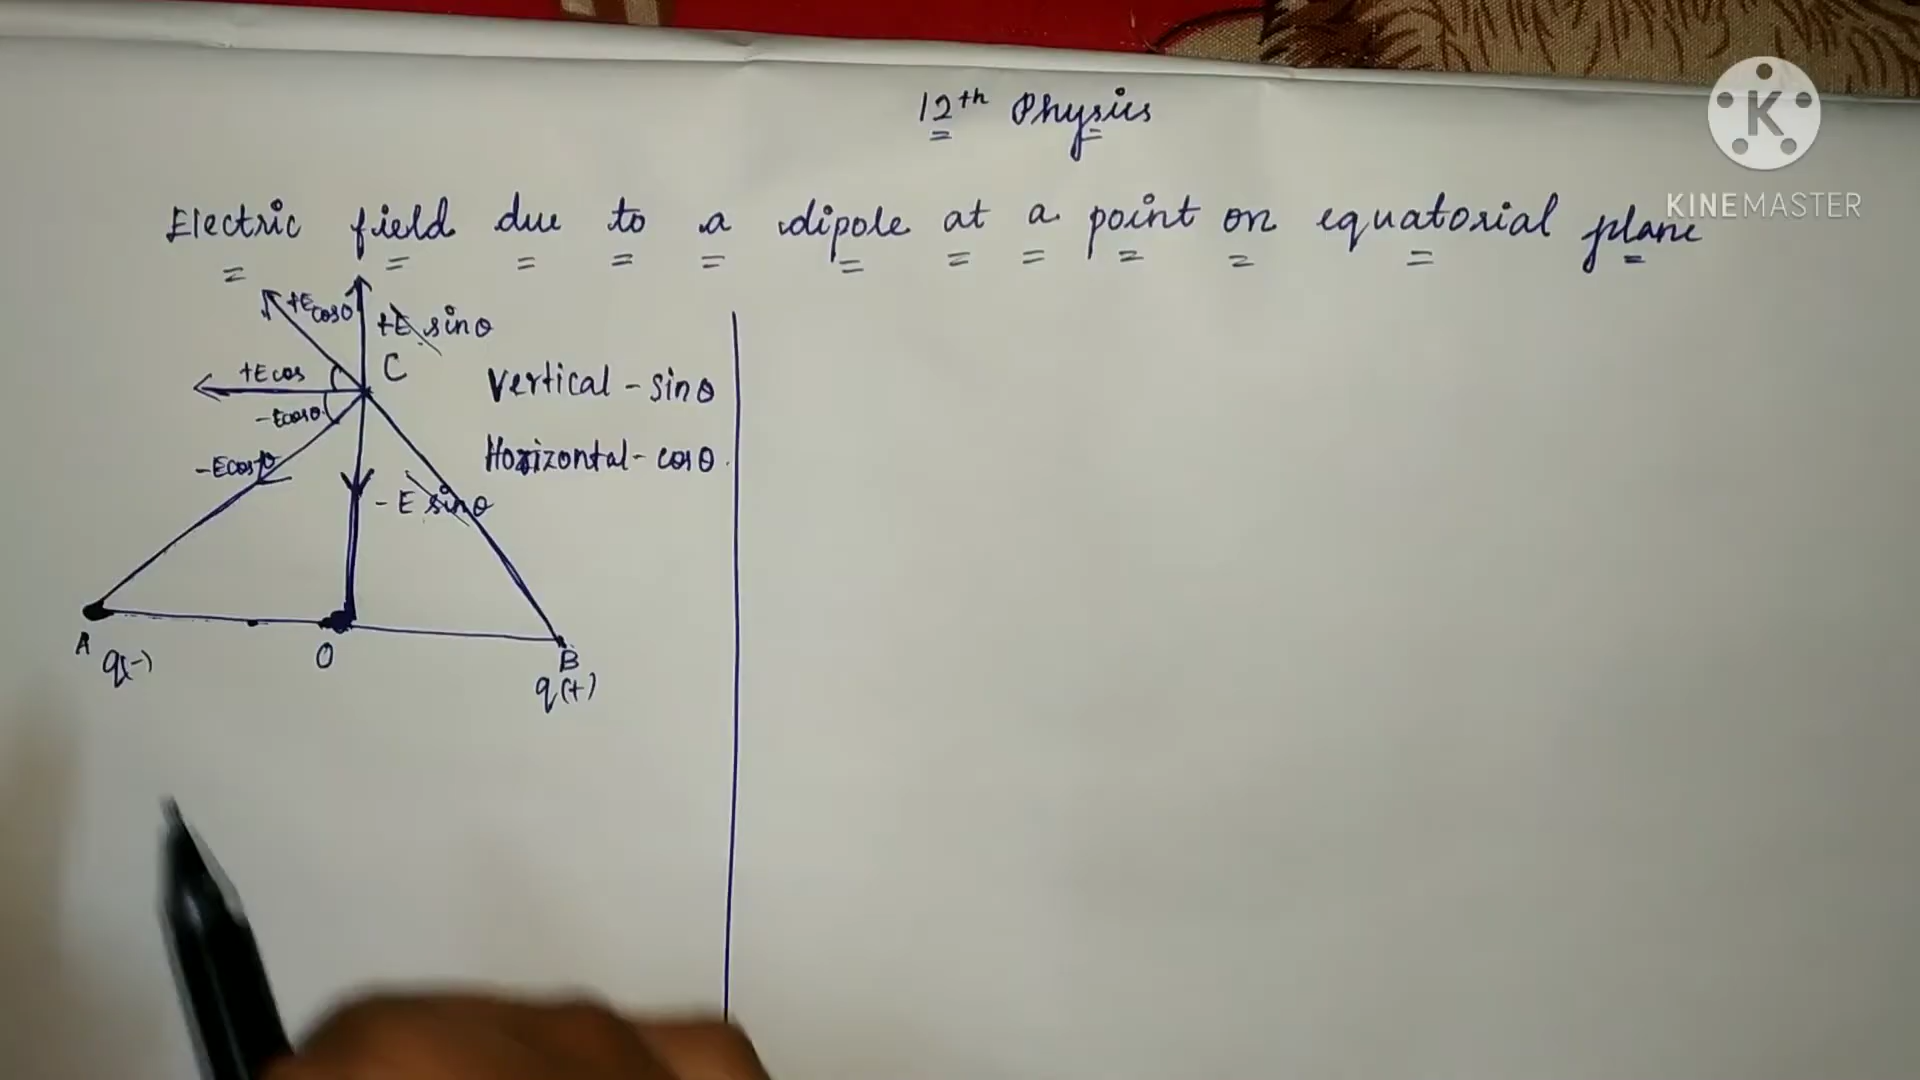 12th Physics
K
KINEMASTER
Electric field due to a dipole at a point on equatorial plane
+E cosθ
+E sinθ
+E cos
C
Vertical - sinθ
-E cosθ
Horizontal - cosθ
-E cosθ
- E sinθ
A
q(-)
O
B
q(+)